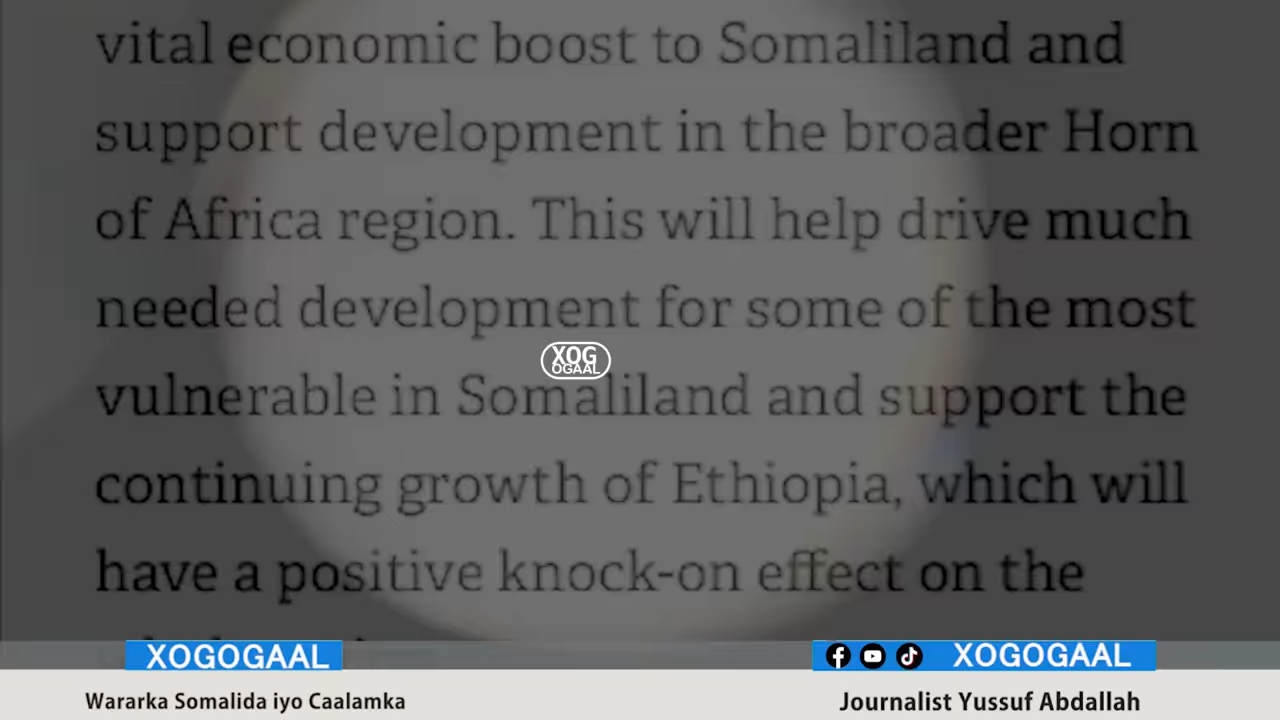 vital economic boost to Somaliland and
support development in the broader Horn
of Africa region. This will help drive much
needed development for some of the most
XOG
OGAAL
vulnerable in Somaliland and support the
continuing growth of Ethiopia, which will
have a positive knock-on effect on the
XOGOGAAL
XOGOGAAL
Wararka Somalida iyo Caalamka
Journalist Yussuf Abdallah